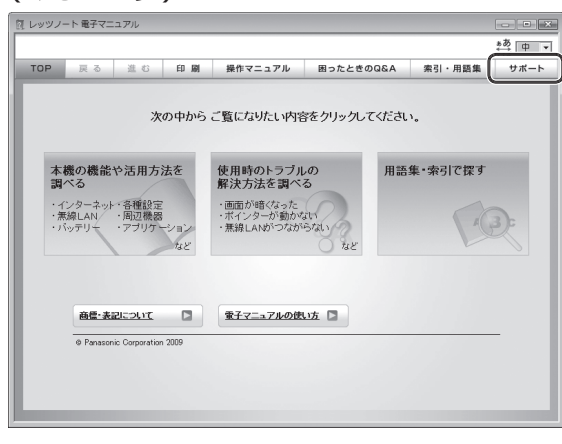 レッツノート 電子マニュアル
ああ 中
TOP 戻る 進む 印刷 操作マニュアル 困ったときのQ&A 索引・用語集 サポート
次の中から ご覧になりたい内容をクリックしてください。
本機の機能や活用方法を
調べる
・インターネット・各種設定
・無線LAN ・周辺機器
・バッテリー ・アプリケーション
など
使用時のトラブルの
解決方法を調べる
・画面が暗くなった
・ポインターが動かない
・無線LANがつながらない
など
用語集・索引で探す
A B C
商標・表記について
電子マニュアルの使い方
© Panasonic Corporation 2009